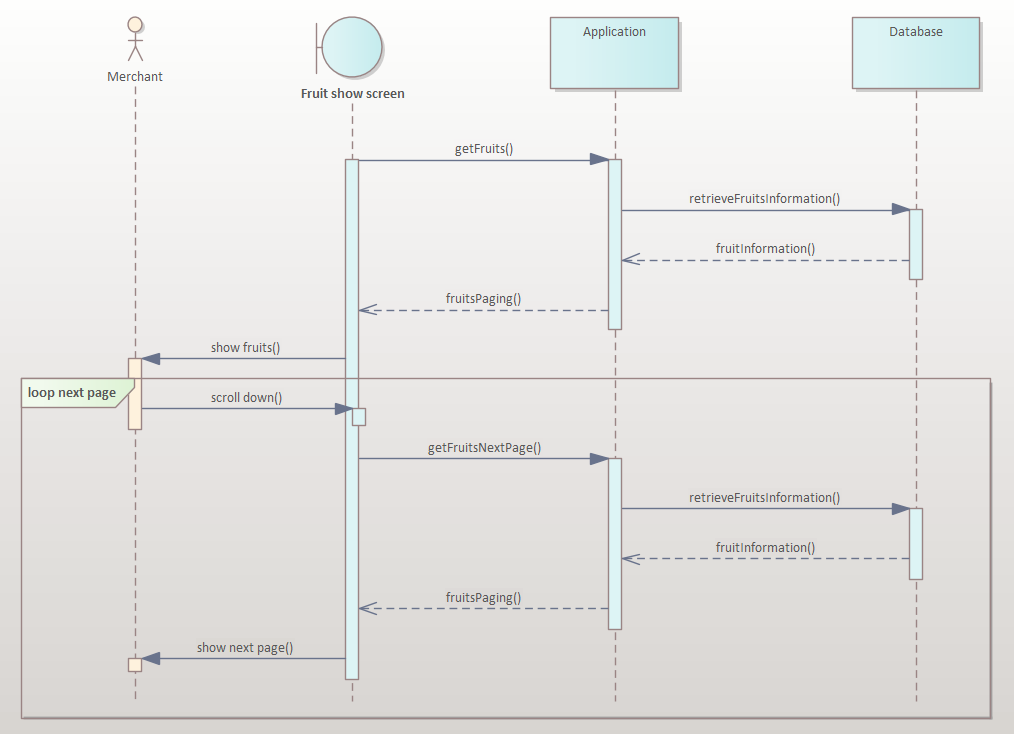 Merchant
Fruit show screen
Application
Database
getFruits()
retrieveFruitsInformation()
fruitInformation()
fruitsPaging()
show fruits()
loop next page
scroll down()
getFruitsNextPage()
retrieveFruitsInformation()
fruitInformation()
fruitsPaging()
show next page()